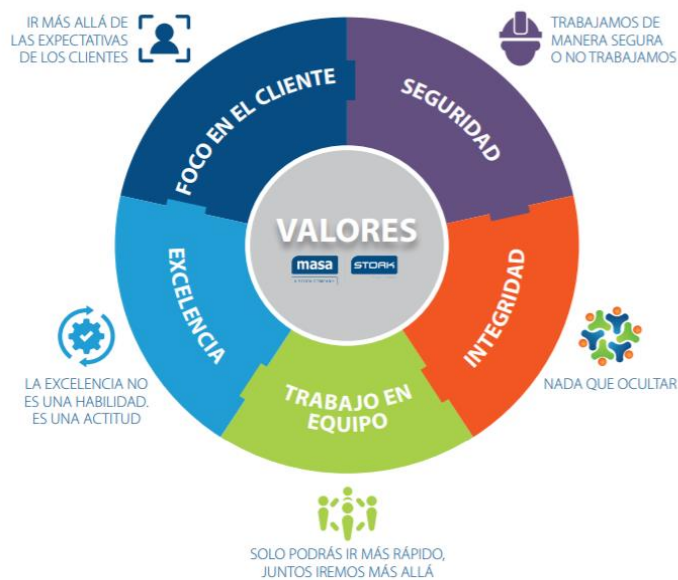 IR MÁS ALLÁ DE
LAS EXPECTATIVAS
DE LOS CLIENTES
TRABAJAMOS DE
MANERA SEGURA
O NO TRABAJAMOS
FOCO EN EL CLIENTE
SEGURIDAD
VALORES
masa
STORK
EXCELENCIA
INTEGRIDAD
TRABAJO EN
EQUIPO
LA EXCELENCIA NO
ES UNA HABILIDAD.
ES UNA ACTITUD
NADA QUE OCULTAR
SOLO PODRÁS IR MÁS RÁPIDO,
JUNTOS IREMOS MÁS ALLÁ